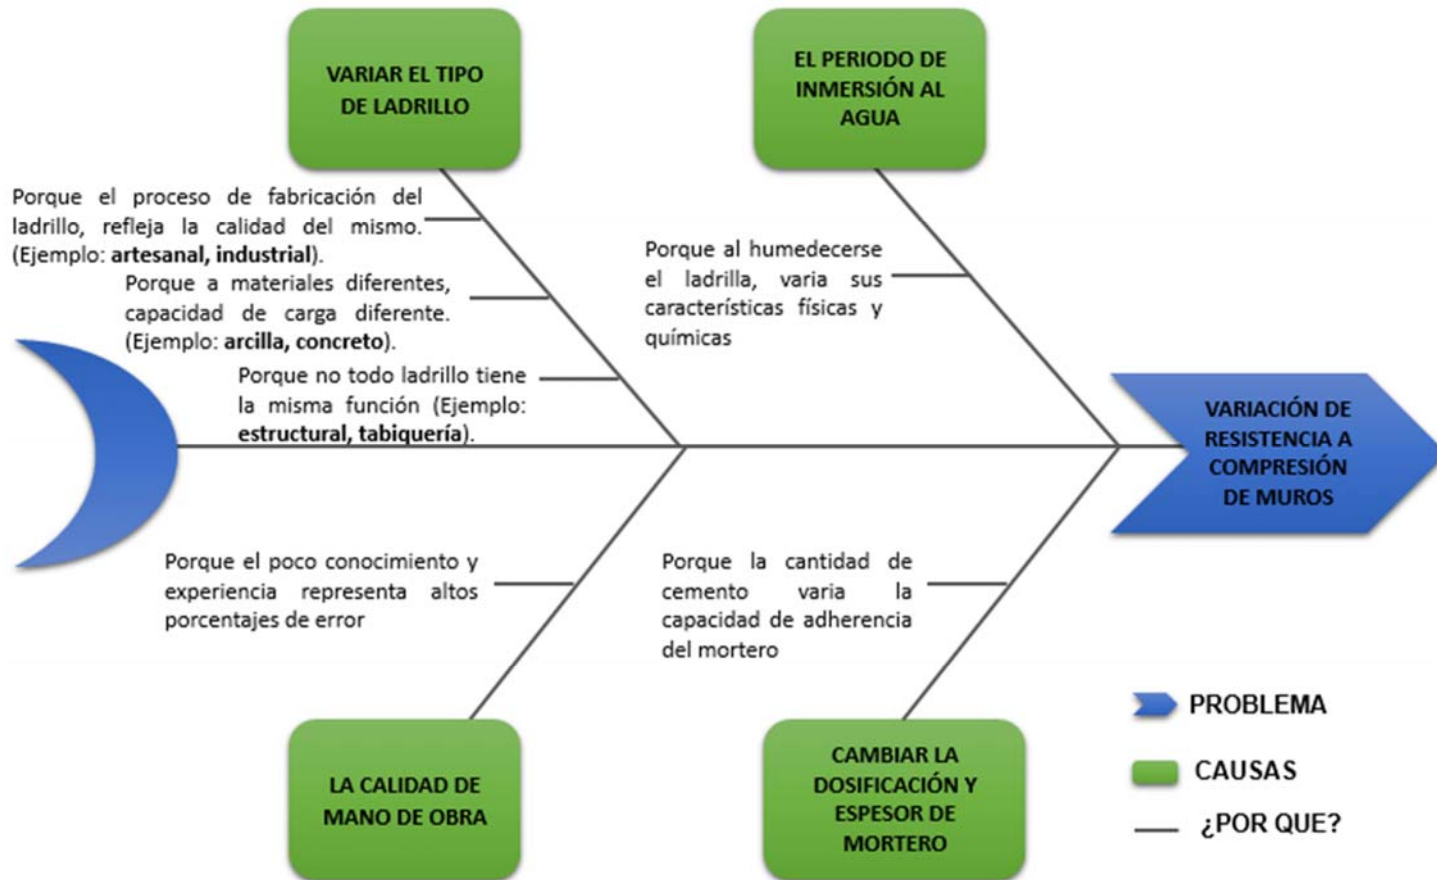 VARIAR EL TIPO
DE LADRILLO
EL PERIODO DE
INMERSIÓN AL
AGUA
Porque el proceso de fabricación del
ladrillo, refleja la calidad del mismo.
(Ejemplo: artesanal, industrial).
Porque a materiales diferentes,
capacidad de carga diferente.
(Ejemplo: arcilla, concreto).
Porque no todo ladrillo tiene
la misma función (Ejemplo:
estructural, tabiquería).
Porque al humedecerse
el ladrilla, varia sus
características físicas y
químicas
VARIACIÓN DE
RESISTENCIA A
COMPRESIÓN
DE MUROS
Porque el poco conocimiento y
experiencia representa altos
porcentajes de error
Porque la cantidad de
cemento varia la
capacidad de adherencia
del mortero
LA CALIDAD DE
MANO DE OBRA
CAMBIAR LA
DOSIFICACIÓN Y
ESPESOR DE
MORTERO
PROBLEMA
CAUSAS
¿POR QUE?